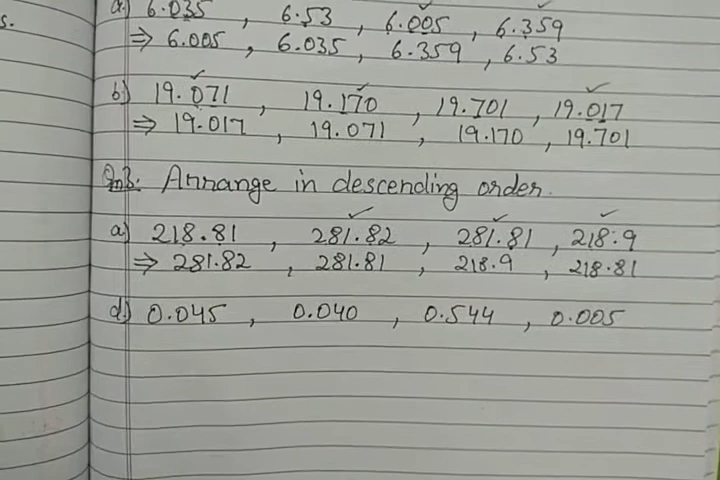 s.
d) 6.035 , 6.53 , 6.005 , 6.359
⇒ 6.005 , 6.035 , 6.359 , 6.53
b) 19.071 , 19.170 , 19.701 , 19.017
⇒ 19.017 , 19.071 , 19.170 , 19.701
Qn3. Arrange in descending order.
a) 218.81 , 281.82 , 281.81 , 218.9
⇒ 281.82 , 281.81 , 218.9 , 218.81
d) 0.045 , 0.040 , 0.544 , 0.005